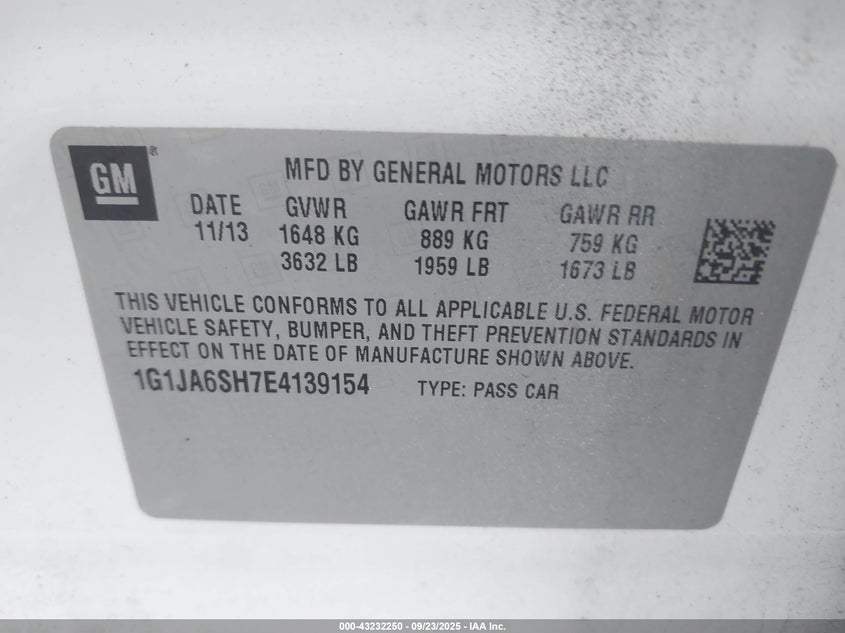 GM®
MFD BY GENERAL MOTORS LLC
DATE GVWR GAWR FRT GAWR RR
11/13 1648 KG 889 KG 759 KG
3632 LB 1959 LB 1673 LB
THIS VEHICLE CONFORMS TO ALL APPLICABLE U.S. FEDERAL MOTOR
VEHICLE SAFETY, BUMPER, AND THEFT PREVENTION STANDARDS IN
EFFECT ON THE DATE OF MANUFACTURE SHOWN ABOVE.
1G1JA6SH7E4139154 TYPE: PASS CAR
000-43232250 - 09/23/2025 - IAA Inc.